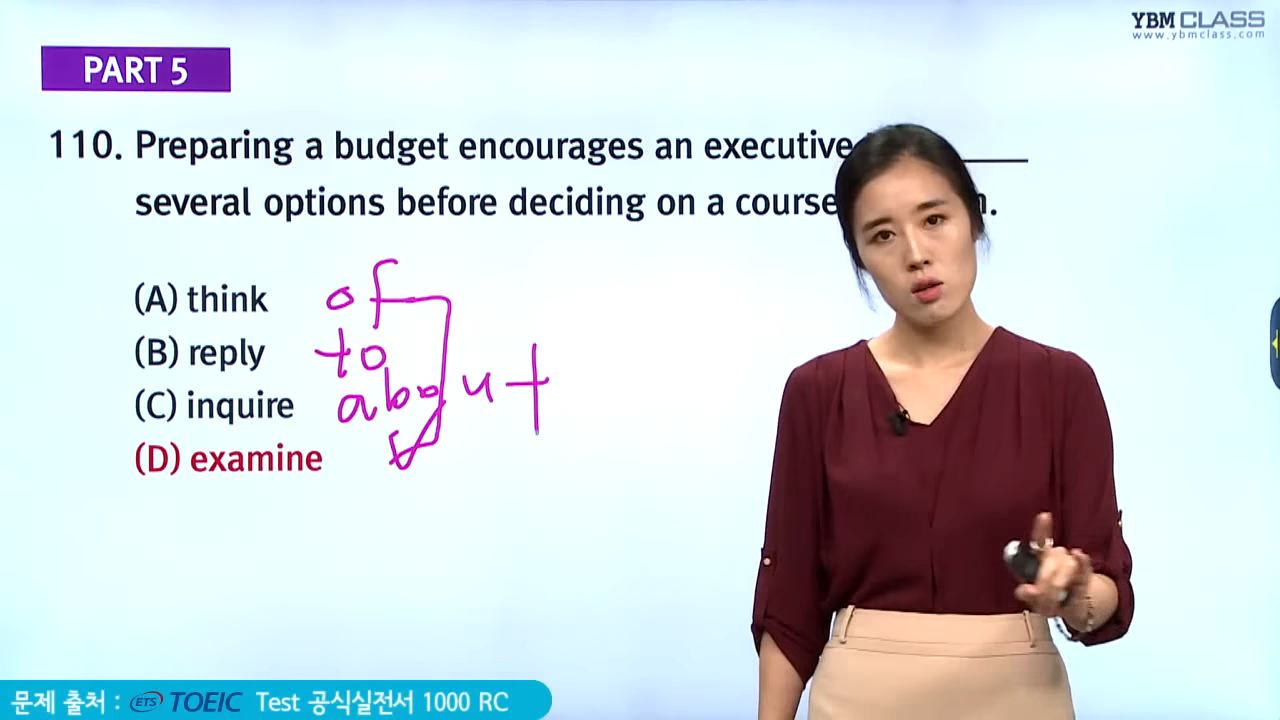 YBM CLASS
www.ybmclass.com
PART 5
110. Preparing a budget encourages an executive ______
several options before deciding on a course n.
(A) think of
(B) reply to
(C) inquire about
(D) examine
문제 출처 : ETS TOEIC Test 공식실전서 1000 RC